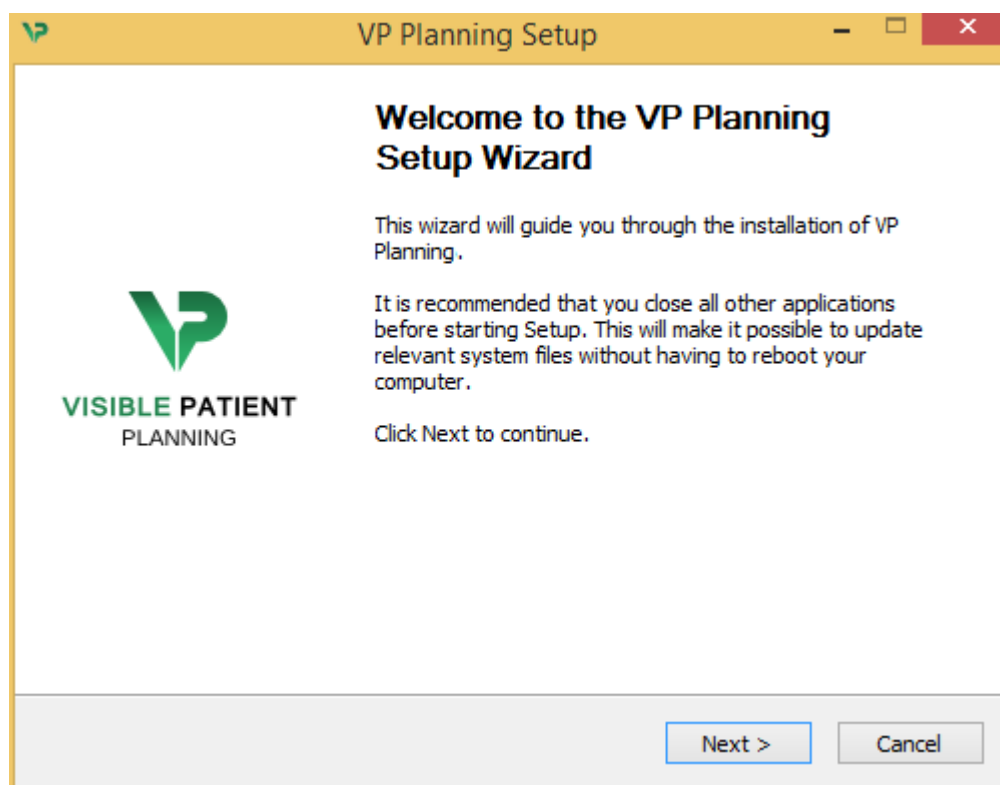 VP Planning Setup
Welcome to the VP Planning
Setup Wizard
This wizard will guide you through the installation of VP
Planning.
It is recommended that you close all other applications
before starting Setup. This will make it possible to update
relevant system files without having to reboot your
computer.
Click Next to continue.
VISIBLE PATIENT
PLANNING
Next >
Cancel